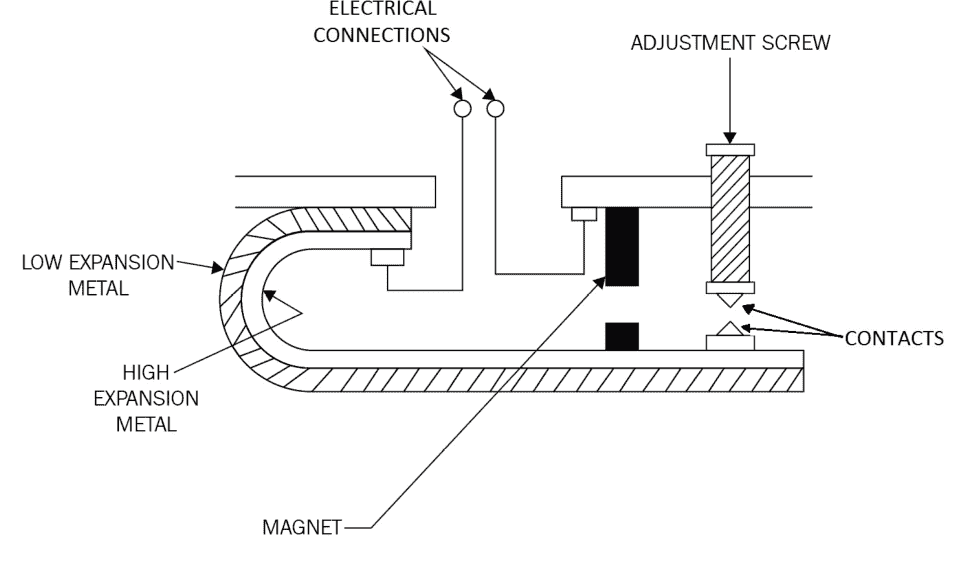 ELECTRICAL
CONNECTIONS
ADJUSTMENT SCREW
LOW EXPANSION
METAL
CONTACTS
HIGH
EXPANSION
METAL
MAGNET